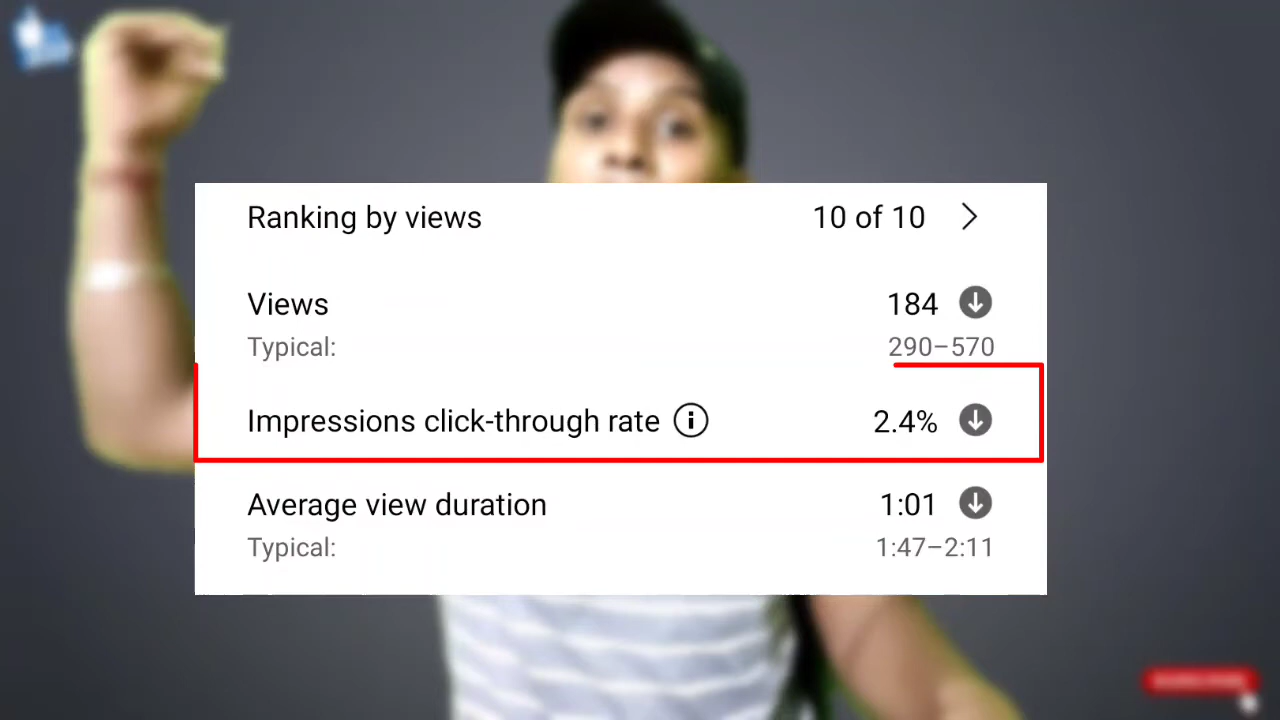 Ranking by views 10 of 10
Views 184
Typical: 290–570
Impressions click-through rate 2.4%
Average view duration 1:01
Typical: 1:47–2:11